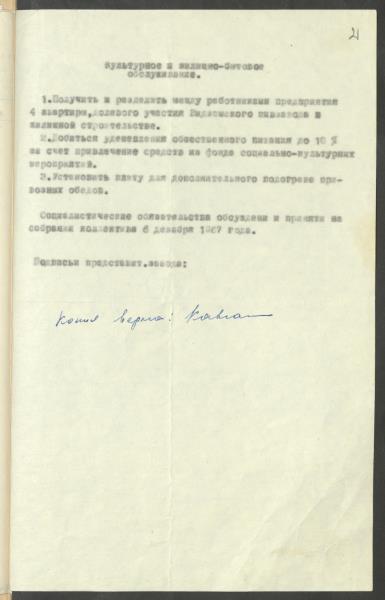 21
Культурное и жилищно-бытовое
обслуживание.
1.Получить и разделить между работниками предприятия
4 квартиры,долевого участия пивзавода в
жилищном строительстве.
2.Добиться удешевления общественного питания до 10 %
за счет привлечение средств из фонда социально-культурных
мероприятий.
3.Установить плиту для дополнительного подогрева при-
возных обедов.
Социалистические обязательства обсуждены и приняты на
собрании коллектива 6 декабря 1967 года.
Подписи представит.завода:
Копия верна: